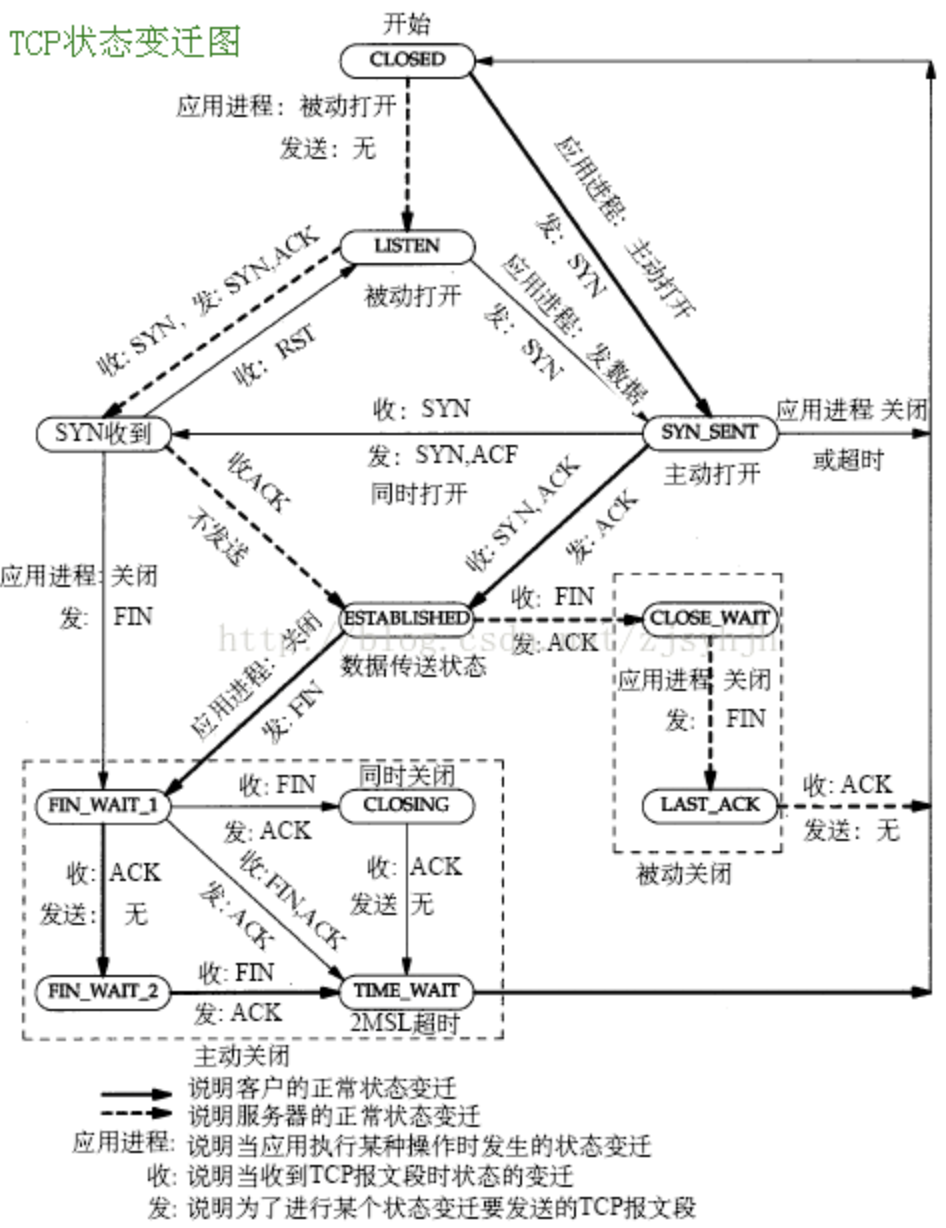 TCP状态变迁图
开始
CLOSED
应用进程：被动打开
发送：无
应用进程：主动打开
发：SYN
LISTEN
被动打开
收: SYN，发: SYN,ACK
收：RST
应用进程：发数据
发：SYN
SYN收到
收：SYN
发：SYN,ACF
同时打开
SYN_SENT
主动打开
应用进程 关闭
或超时
收ACK
不发送
收: SYN, ACK
发: ACK
应用进程: 关闭
发: FIN
ESTABLISHED
数据传送状态
收: FIN
发: ACK
CLOSE_WAIT
http://blog.csdn.net/zjsyhjh
应用进程 关闭
发: FIN
应用进程: 关闭
发: FIN
LAST_ACK
收: ACK
发送：无
被动关闭
FIN_WAIT_1
收: FIN
发: ACK
同时关闭
CLOSING
收: ACK
发送: 无
收: FIN,ACK
发: ACK
收: ACK
发送 无
FIN_WAIT_2
收: FIN
发: ACK
TIME_WAIT
2MSL超时
主动关闭
说明客户的正常状态变迁
说明服务器的正常状态变迁
应用进程: 说明当应用执行某种操作时发生的状态变迁
收: 说明当收到TCP报文段时状态的变迁
发: 说明为了进行某个状态变迁要发送的TCP报文段